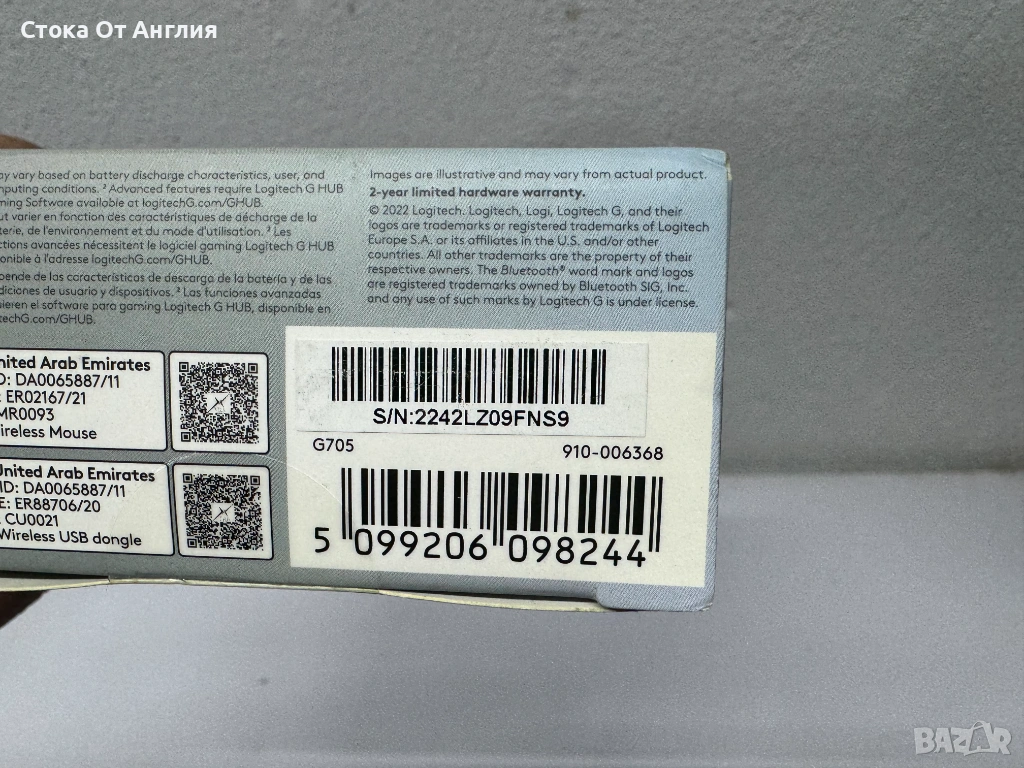 Стока От Англия
ay vary based on battery discharge characteristics, user, and
mputing conditions. ² Advanced features require Logitech G HUB
ming Software available at logitechG.com/GHUB.
ut varier en fonction des caractéristiques de décharge de la
terie, de l'environnement et du mode d'utilisation. ² Les
ctions avancées nécessitent le logiciel gaming Logitech G HUB
ponible à l'adresse logitechG.com/GHUB.
pende de las características de descarga de la batería y de las
diciones de usuario y dispositivos. ² Las funciones avanzadas
uieren el software para gaming Logitech G HUB, disponible en
techG.com/GHUB.
Images are illustrative and may vary from actual product.
2-year limited hardware warranty.
© 2022 Logitech. Logitech, Logi, Logitech G, and their
logos are trademarks or registered trademarks of Logitech
Europe S.A. or its affiliates in the U.S. and/or other
countries. All other trademarks are the property of their
respective owners. The Bluetooth® word mark and logos
are registered trademarks owned by Bluetooth SIG, Inc.
and any use of such marks by Logitech G is under license.
nited Arab Emirates
D: DA0065887/11
: ER02167/21
MR0093
ireless Mouse
United Arab Emirates
ID: DA0065887/11
E: ER88706/20
: CU0021
Wireless USB dongle
S/N:2242LZ09FNS9
G705 910-006368
5 099206 098244
BAZAR